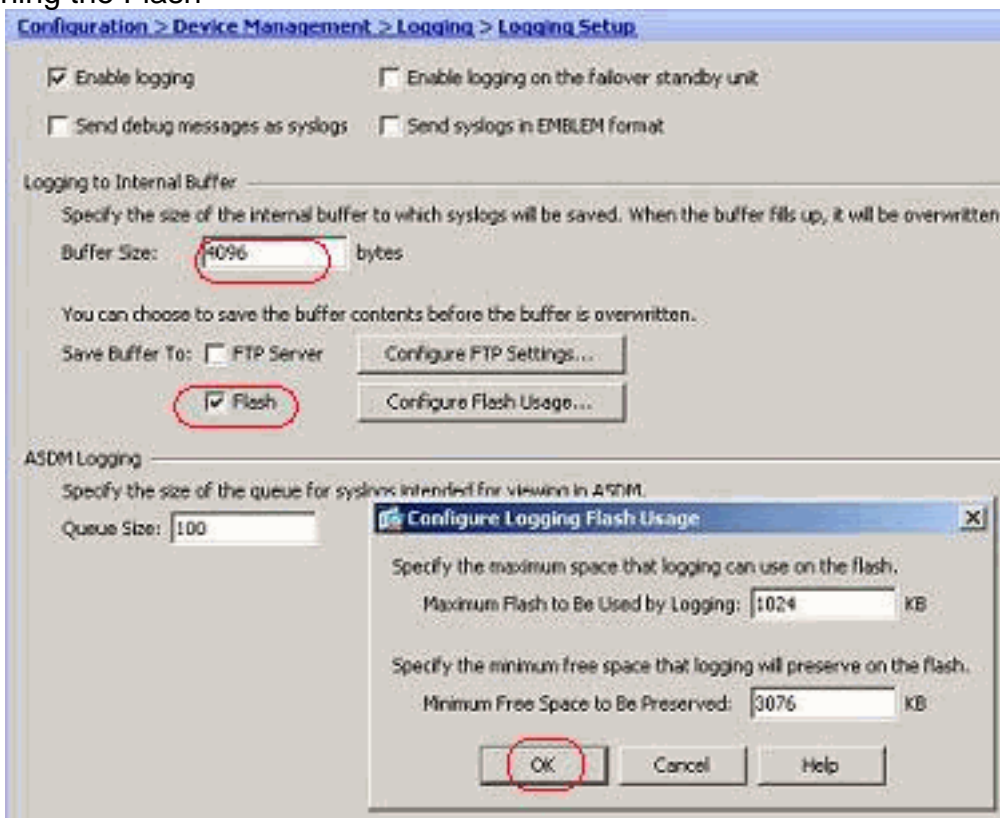 ning the Flash
Configuration > Device Management > Logging > Logging Setup
Enable logging Enable logging on the failover standby unit
Send debug messages as syslogs Send syslogs in EMBLEM format
Logging to Internal Buffer
Specify the size of the internal buffer to which syslogs will be saved. When the buffer fills up, it will be overwritten
Buffer Size: 4096 bytes
You can choose to save the buffer contents before the buffer is overwritten.
Save Buffer To: FTP Server Configure FTP Settings...
Flash Configure Flash Usage...
ASDM Logging
Specify the size of the queue for syslogs intended for viewing in ASDM.
Queue Size: 100
Configure Logging Flash Usage
Specify the maximum space that logging can use on the flash.
Maximum Flash to Be Used by Logging: 1024 KB
Specify the minimum free space that logging will preserve on the flash.
Minimum Free Space to Be Preserved: 3076 KB
OK Cancel Help